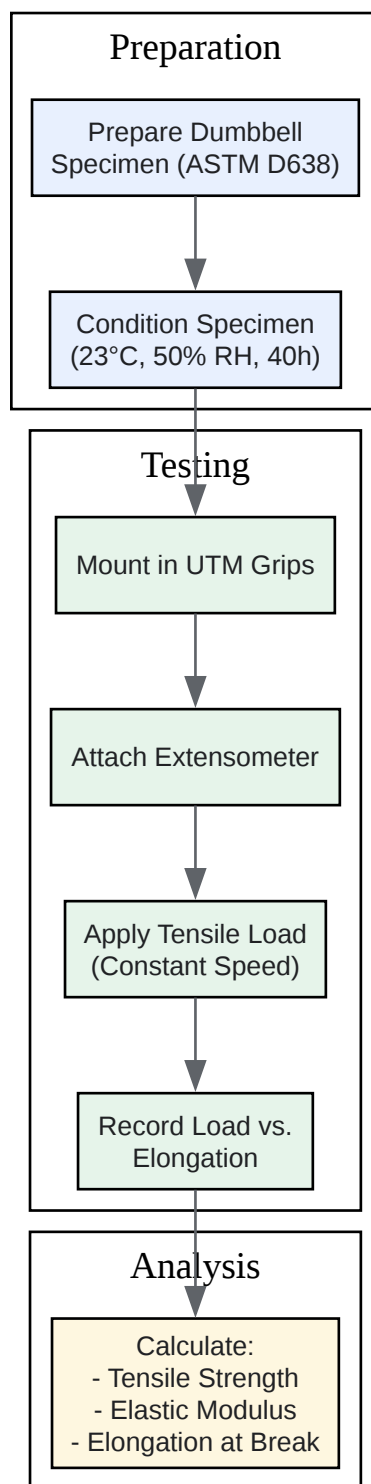 Preparation
Prepare Dumbbell
Specimen (ASTM D638)
Condition Specimen
(23°C, 50% RH, 40h)
Testing
Mount in UTM Grips
Attach Extensometer
Apply Tensile Load
(Constant Speed)
Record Load vs.
Elongation
Analysis
Calculate:
- Tensile Strength
- Elastic Modulus
- Elongation at Break